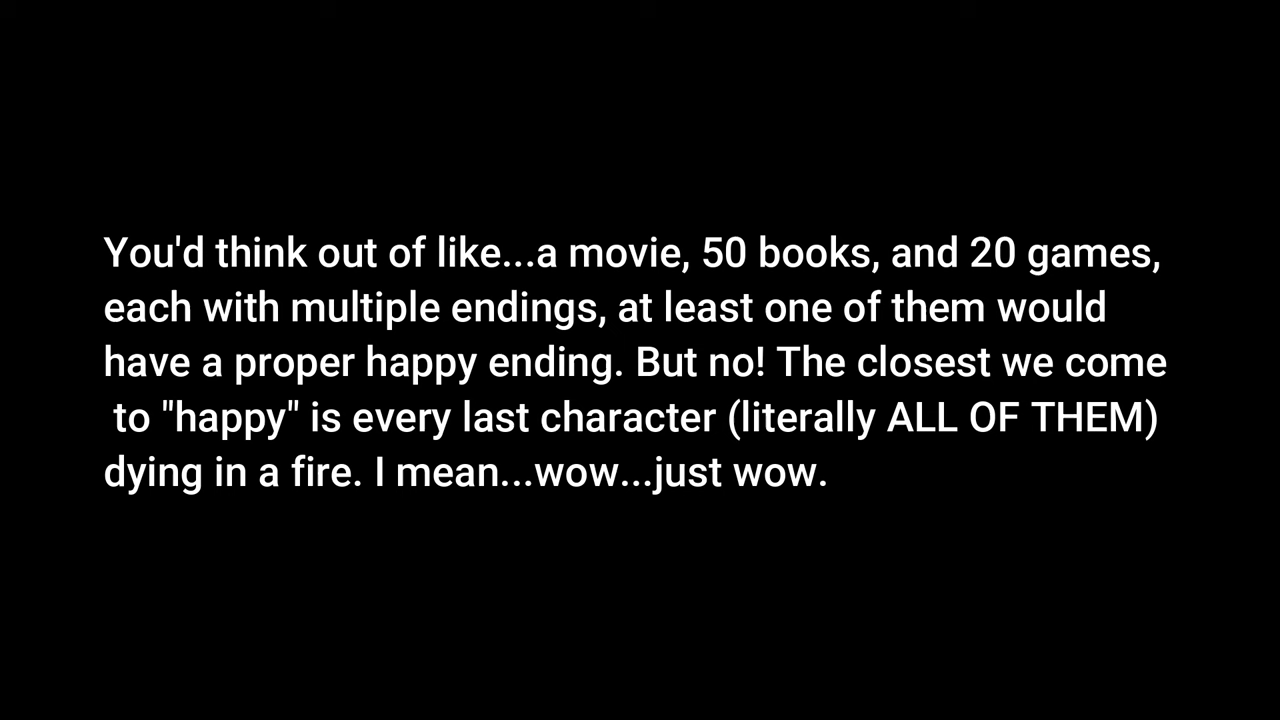 You'd think out of like...a movie, 50 books, and 20 games,
each with multiple endings, at least one of them would
have a proper happy ending. But no! The closest we come
to "happy" is every last character (literally ALL OF THEM)
dying in a fire. I mean...wow...just wow.